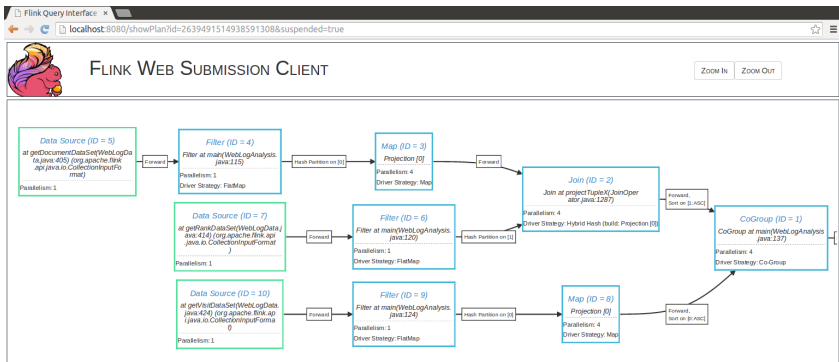 Flink Query Interface
localhost:8080/showPlan?id=2639491514938591308&suspended=true
FLINK WEB SUBMISSION CLIENT
ZOOM IN
ZOOM OUT
Data Source (ID = 5)
at getDocumentDataSet(WebLogDa
ta.java:405) (org.apache.flink
.api.java.io.CollectionInputFo
rmat)
Parallelism: 1
Forward
Filter (ID = 4)
Filter at main(WebLogAnalysis.
java:115)
Parallelism: 1
Driver Strategy: FlatMap
Hash Partition on [0]
Map (ID = 3)
Projection [0]
Parallelism: 4
Driver Strategy: Map
Forward
Data Source (ID = 7)
at getRankDataSet(WebLogData.j
ava:414) (org.apache.flink.api
.java.io.CollectionInputFormat
)
Parallelism: 1
Forward
Filter (ID = 6)
Filter at main(WebLogAnalysis.
java:120)
Parallelism: 1
Driver Strategy: FlatMap
Hash Partition on [1]
Join (ID = 2)
Join at projectTupleX(JoinOper
ator.java:1287)
Parallelism: 4
Driver Strategy: Hybrid Hash (build: Projection [0])
Forward,
Sort on [1:ASC]
CoGroup (ID = 1)
CoGroup at main(WebLogAnalysis
.java:137)
Parallelism: 4
Driver Strategy: Co-Group
Data Source (ID = 10)
at getVisitDataSet(WebLogData.
java:424) (org.apache.flink.ap
i.java.io.CollectionInputForma
t)
Parallelism: 1
Forward
Filter (ID = 9)
Filter at main(WebLogAnalysis.
java:124)
Parallelism: 1
Driver Strategy: FlatMap
Hash Partition on [0]
Map (ID = 8)
Projection [0]
Parallelism: 4
Driver Strategy: Map
Forward,
Sort on [0:ASC]